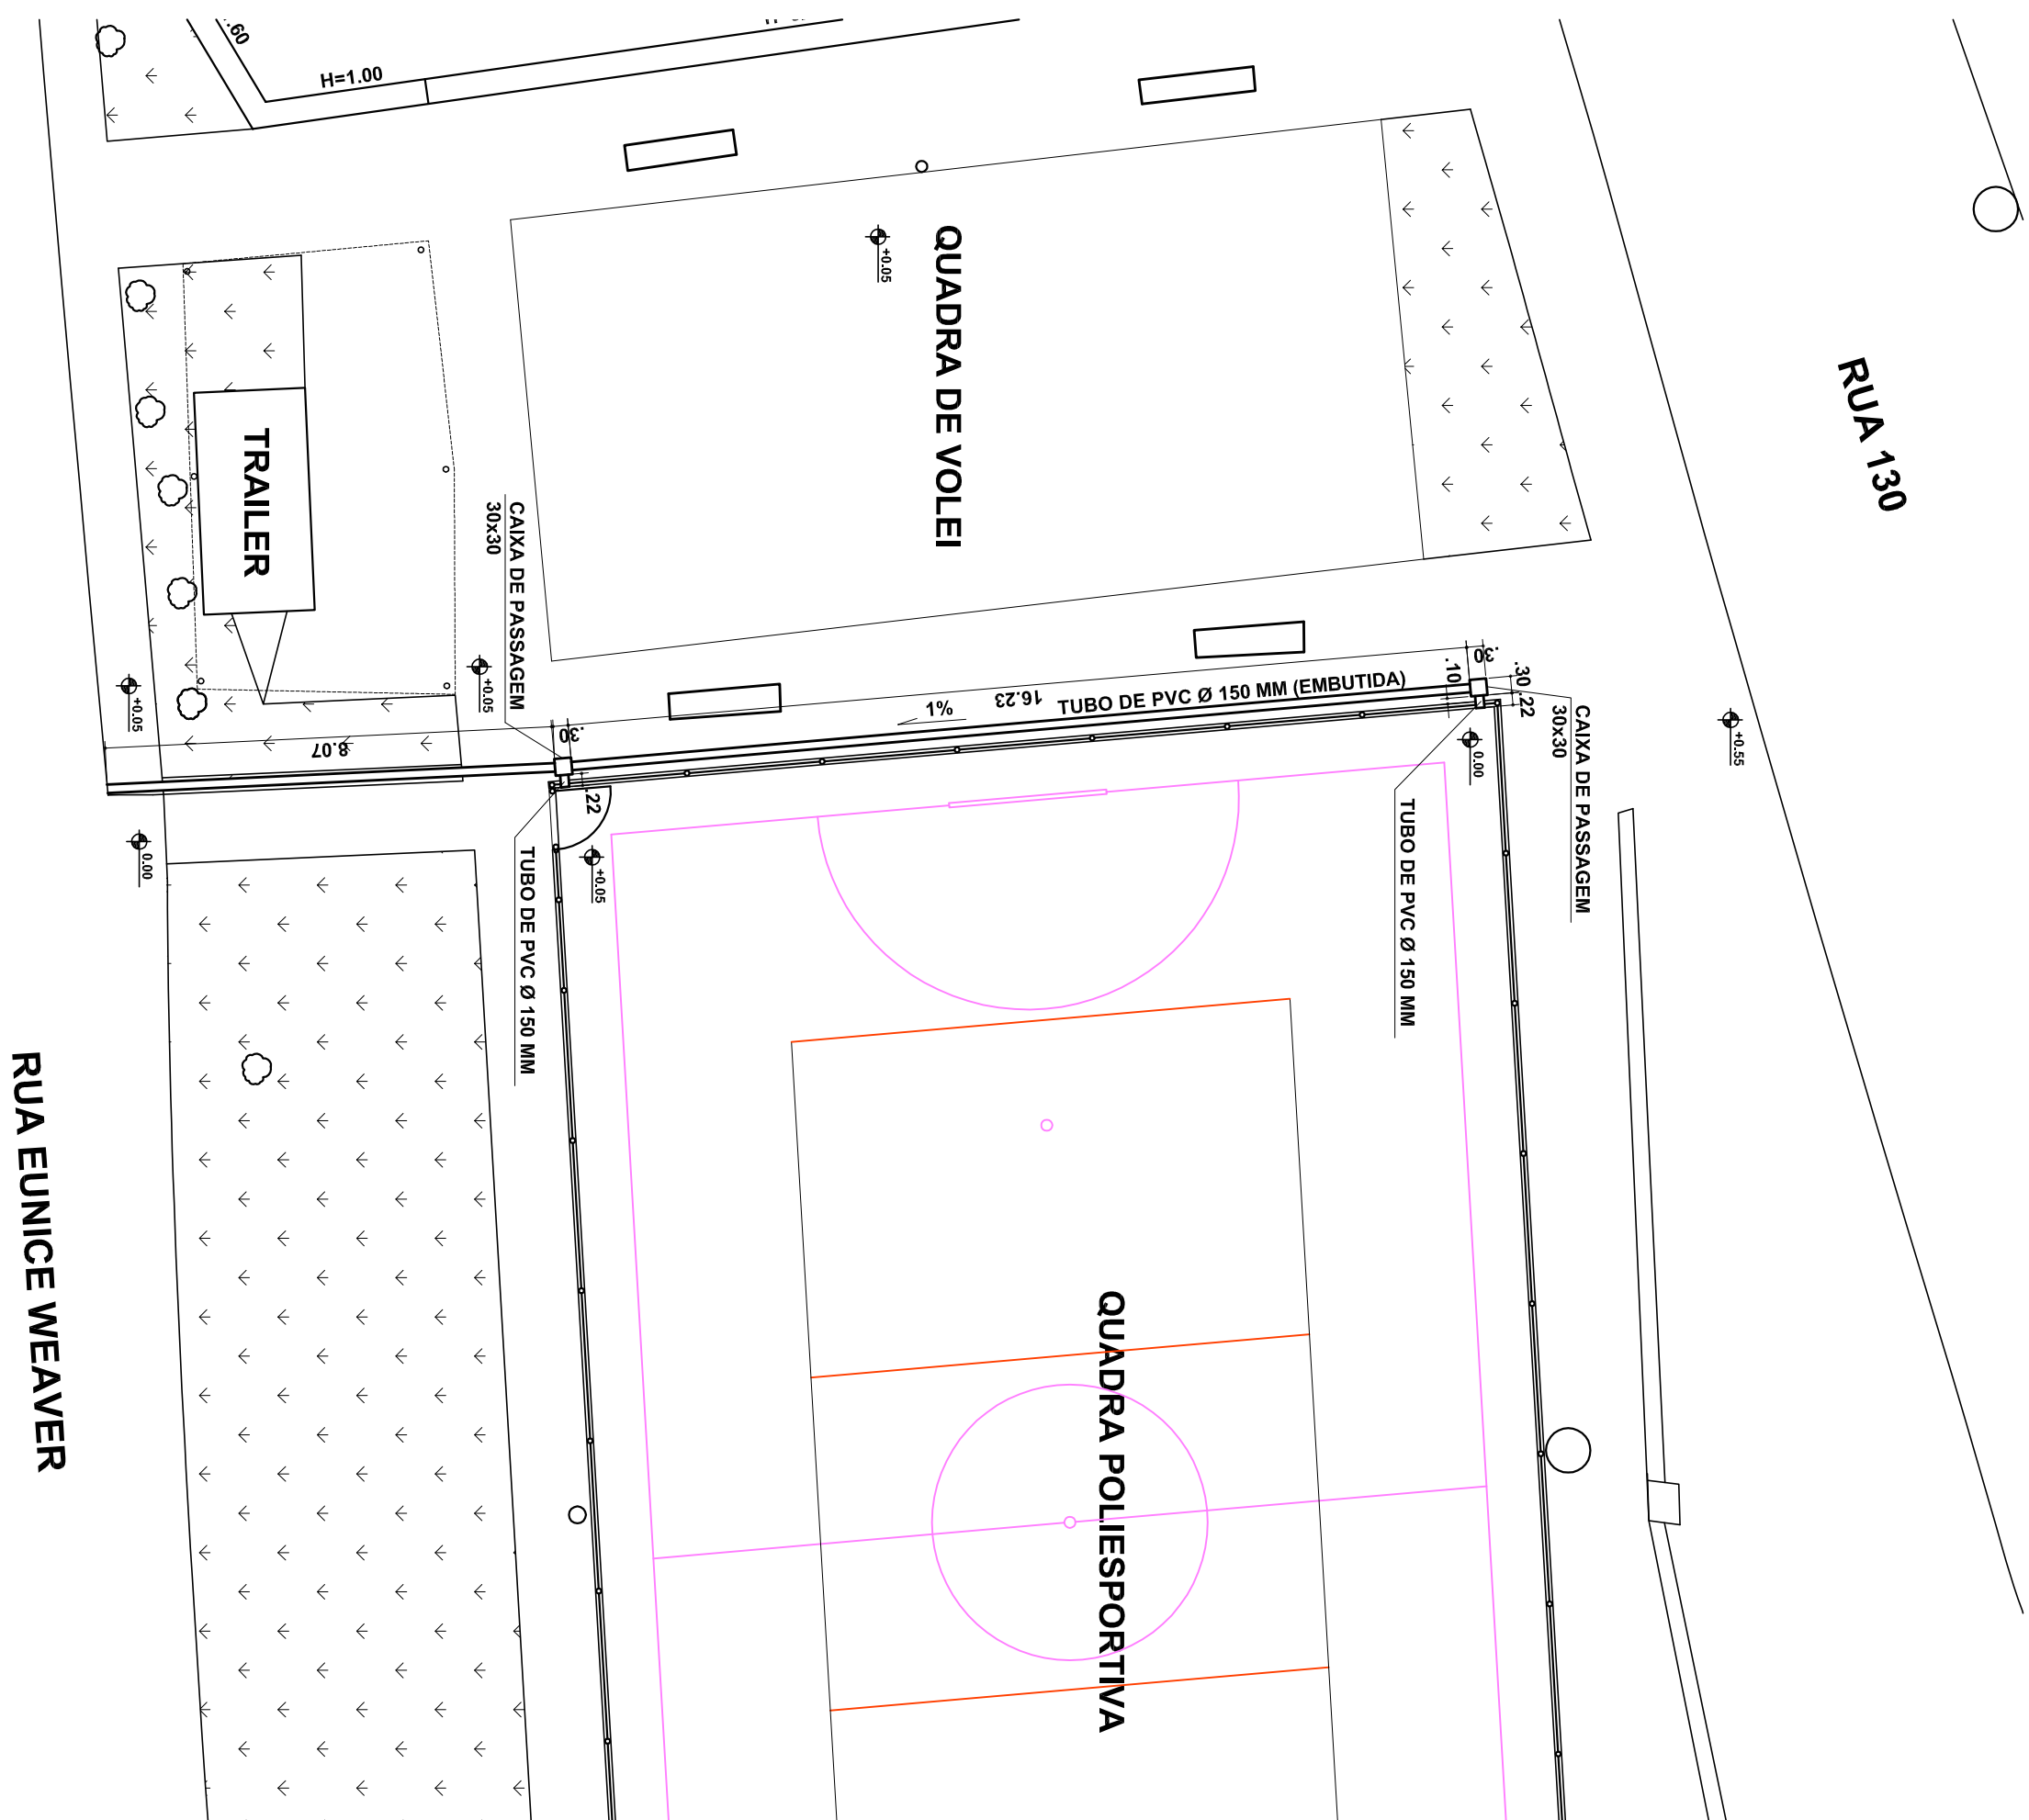 .60
H=1.00
QUADRA DE VOLEI
+0.05
RUA 130
TRAILER
CAIXA DE PASSAGEM
30x30
+0.05
+0.05
8.07
.30
1%
16.23
TUBO DE PVC Ø 150 MM (EMBUTIDA)
.10
.30
.30
.22
CAIXA DE PASSAGEM
30x30
+0.55
0.00
.22
0.00
+0.05
TUBO DE PVC Ø 150 MM
TUBO DE PVC Ø 150 MM
RUA EUNICE WEAVER
QUADRA POLIESPORTIVA